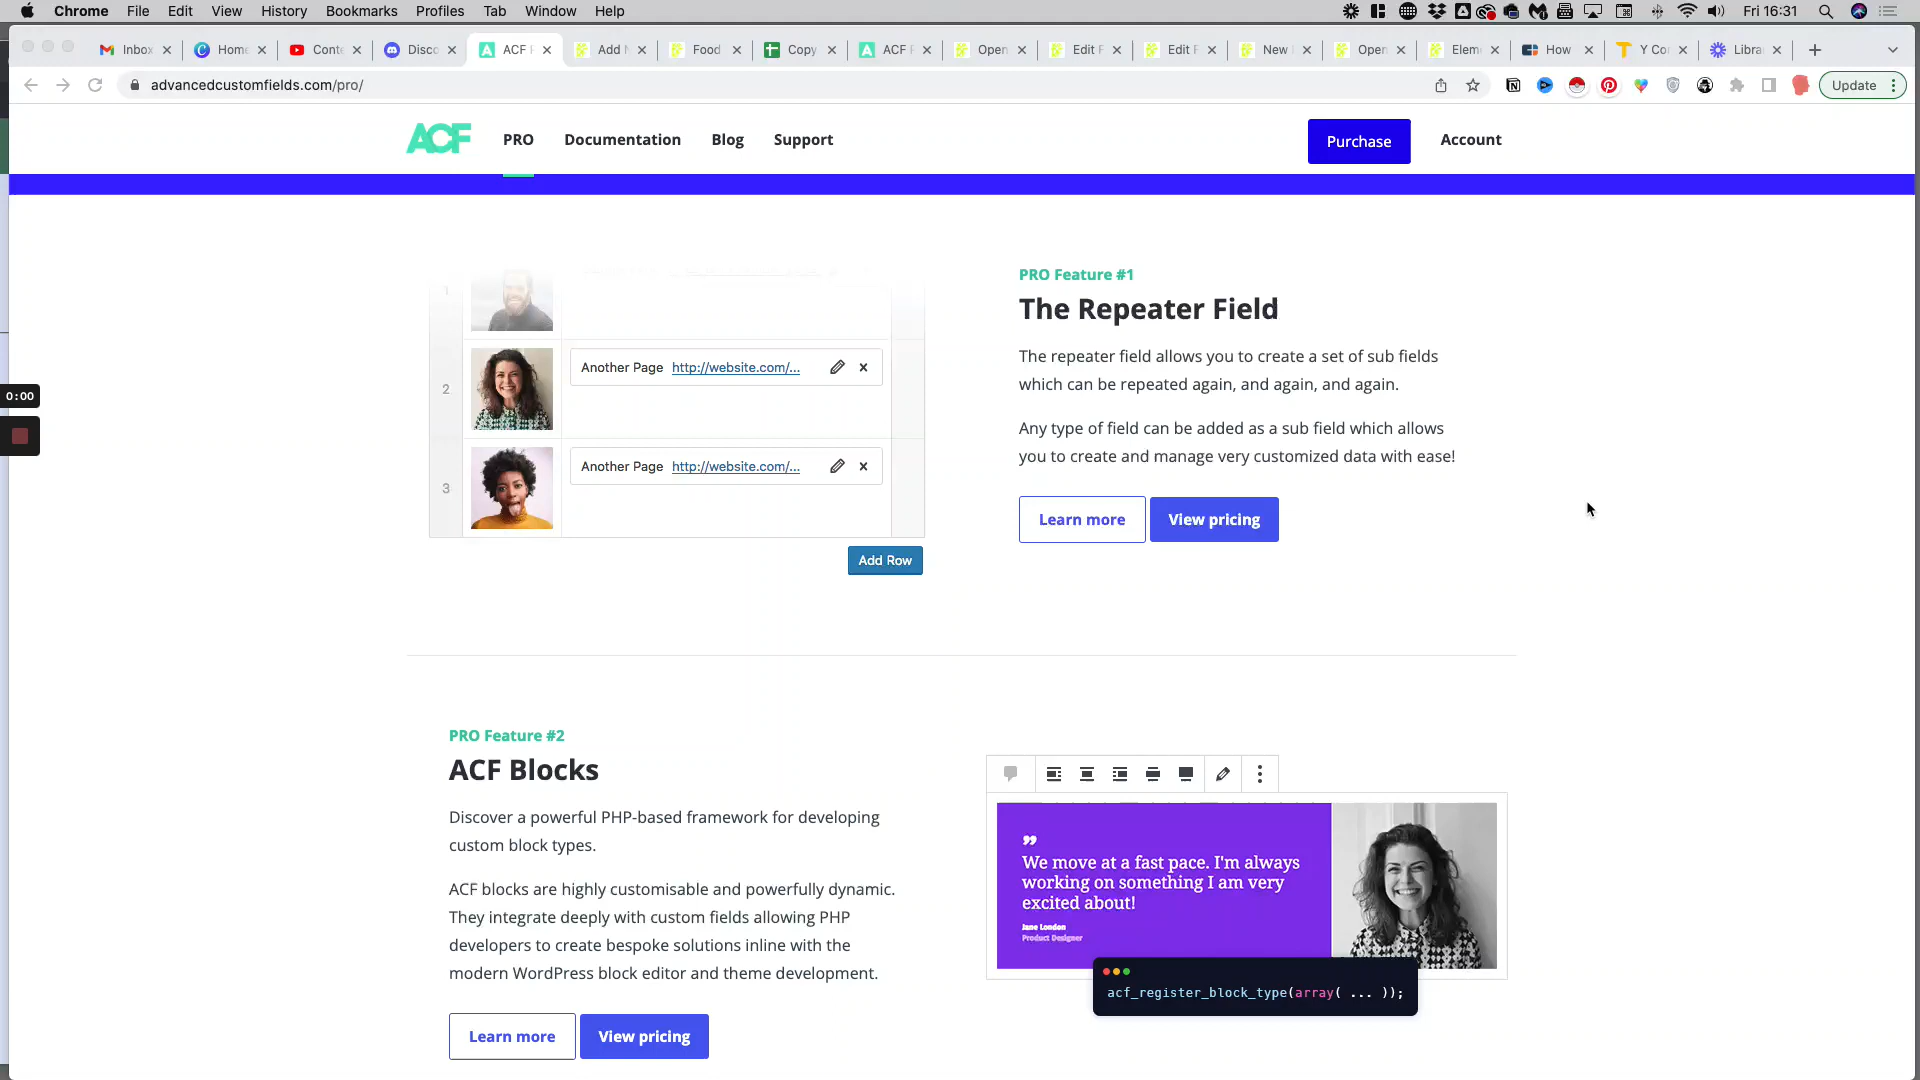 Chrome File Edit View History Bookmarks Profiles Tab Window Help Fri 16:31
Inbox Home Conte Disco ACF Add Food Copy ACF Open Edit F Edit F New Open Elem How Y Co Libra
advancedcustomfields.com/pro/ Update
ACF PRO Documentation Blog Support Purchase Account
1
2 Another Page http://website.com/...
3 Another Page http://website.com/...
Add Row
PRO Feature #1
The Repeater Field
The repeater field allows you to create a set of sub fields
which can be repeated again, and again, and again.
Any type of field can be added as a sub field which allows
you to create and manage very customized data with ease!
Learn more View pricing
0:00
PRO Feature #2
ACF Blocks
Discover a powerful PHP-based framework for developing
custom block types.
ACF blocks are highly customisable and powerfully dynamic.
They integrate deeply with custom fields allowing PHP
developers to create bespoke solutions inline with the
modern WordPress block editor and theme development.
Learn more View pricing
”
We move at a fast pace. I'm always
working on something I am very
excited about!
Jane London
Product Designer
acf_register_block_type(array( ... ));